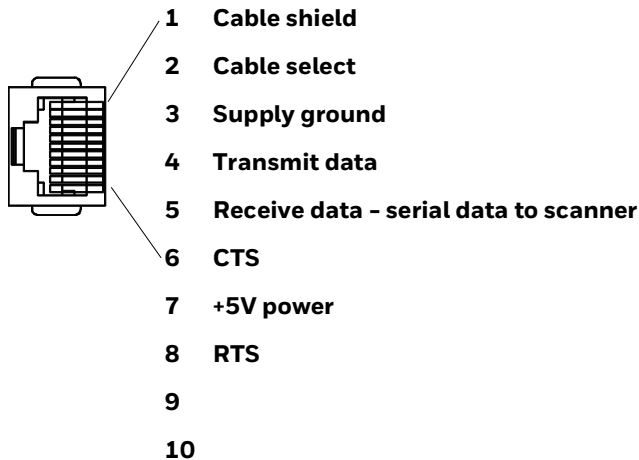 1 Cable shield
2 Cable select
3 Supply ground
4 Transmit data
5 Receive data - serial data to scanner
6 CTS
7 +5V power
8 RTS
9
10